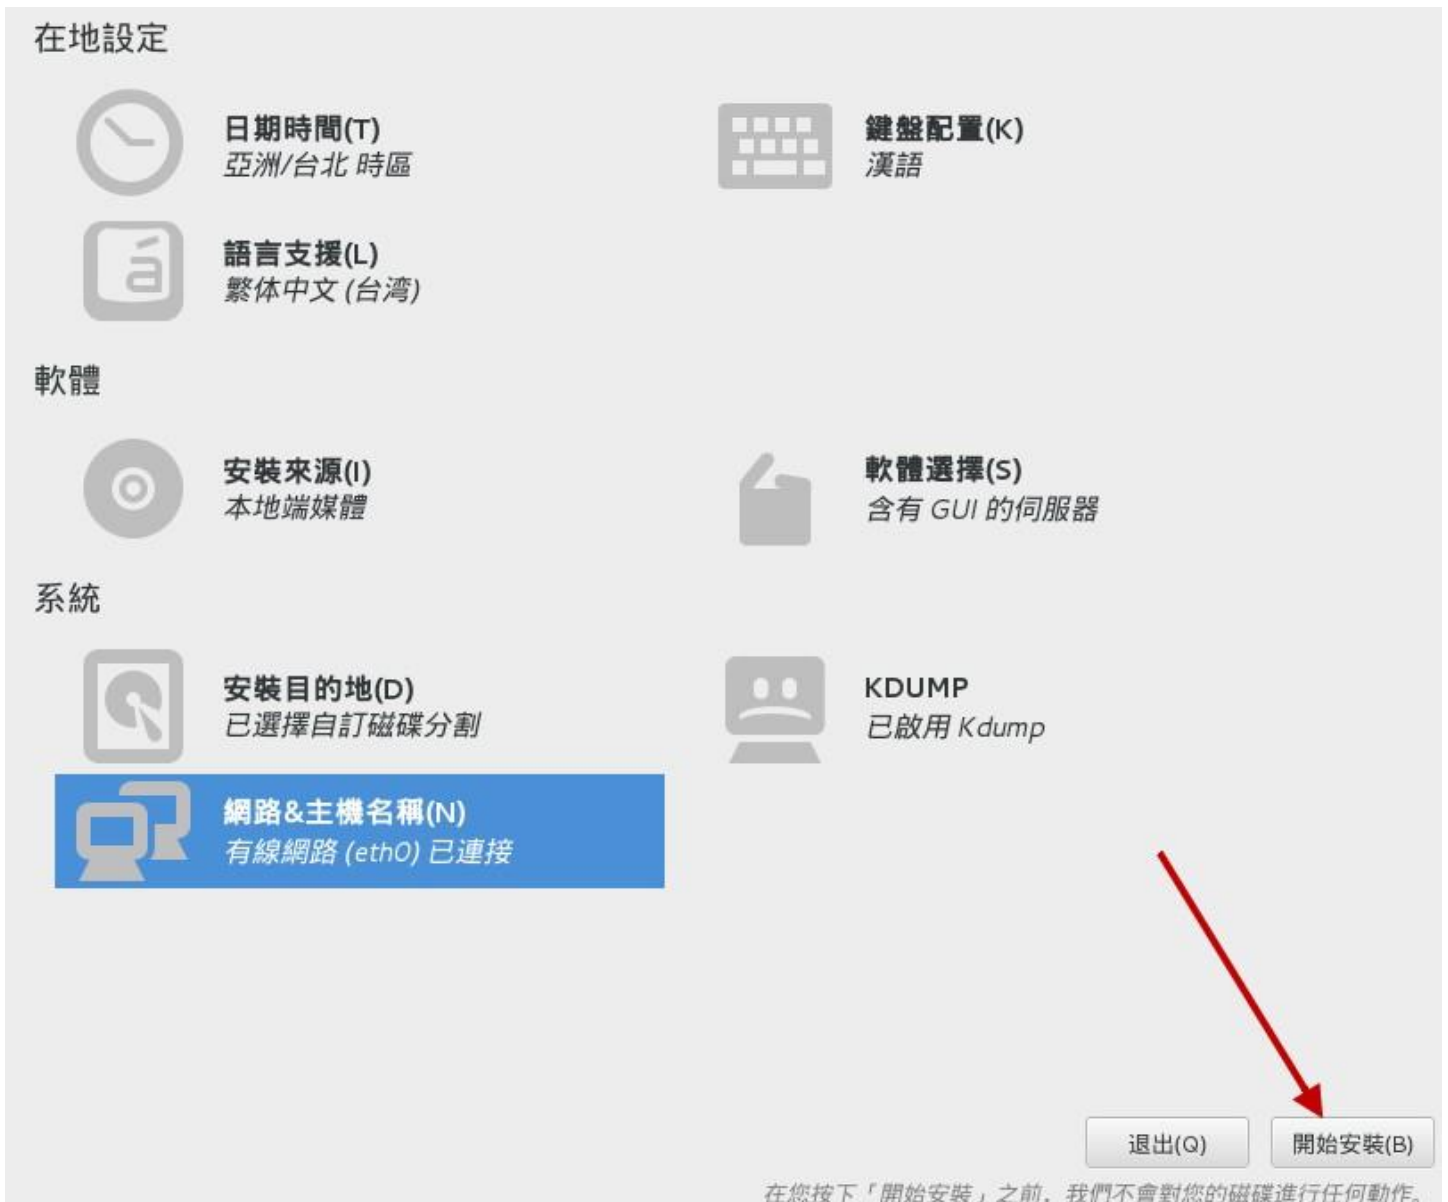 在地設定
日期時間(T)
亞洲/台北 時區
鍵盤配置(K)
漢語
語言支援(L)
繁体中文 (台湾)
軟體
安裝來源(I)
本地端媒體
軟體選擇(S)
含有 GUI 的伺服器
系統
安裝目的地(D)
已選擇自訂磁碟分割
KDUMP
已啟用 Kdump
網路&主機名稱(N)
有線網路 (eth0) 已連接
退出(Q)
開始安裝(B)
在您按下「開始安裝」之前，我們不會對您的磁碟進行任何動作。